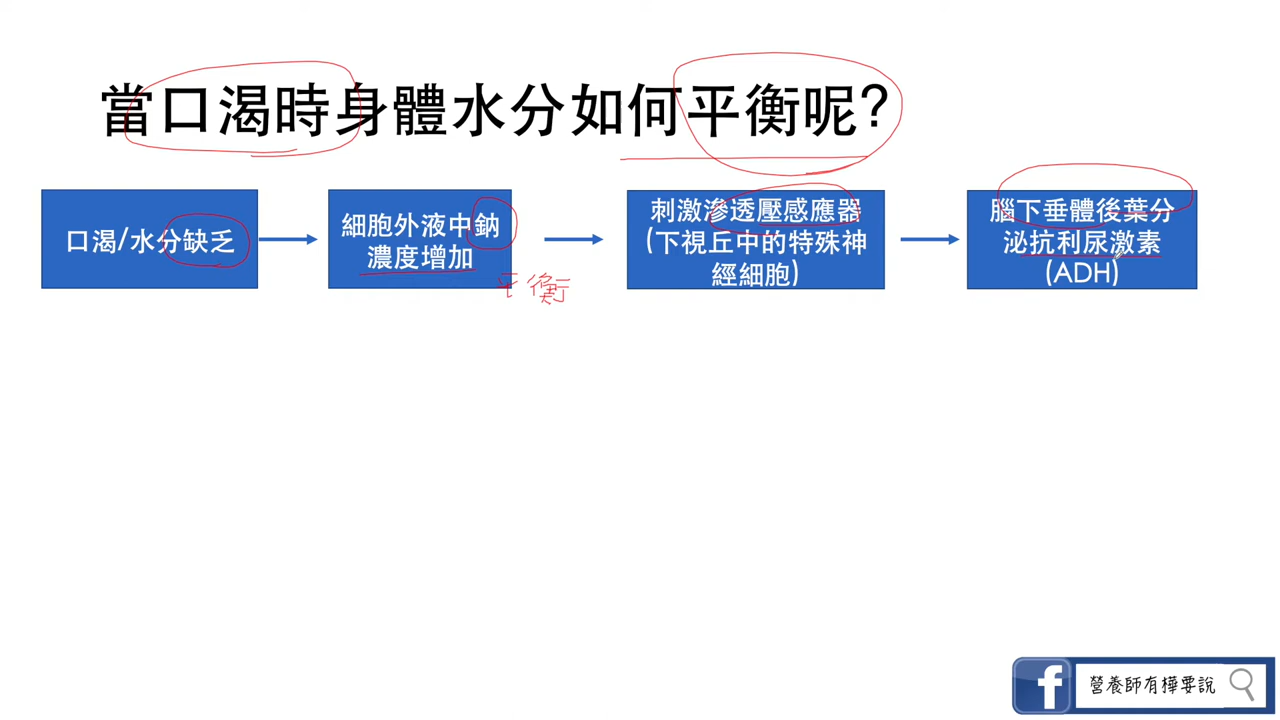 當口渴時身體水分如何平衡呢?
口渴/水分缺乏
細胞外液中鈉
濃度增加
平衡
刺激滲透壓感應器
(下視丘中的特殊神
經細胞)
腦下垂體後葉分
泌抗利尿激素
(ADH)
f
營養師有樺要說